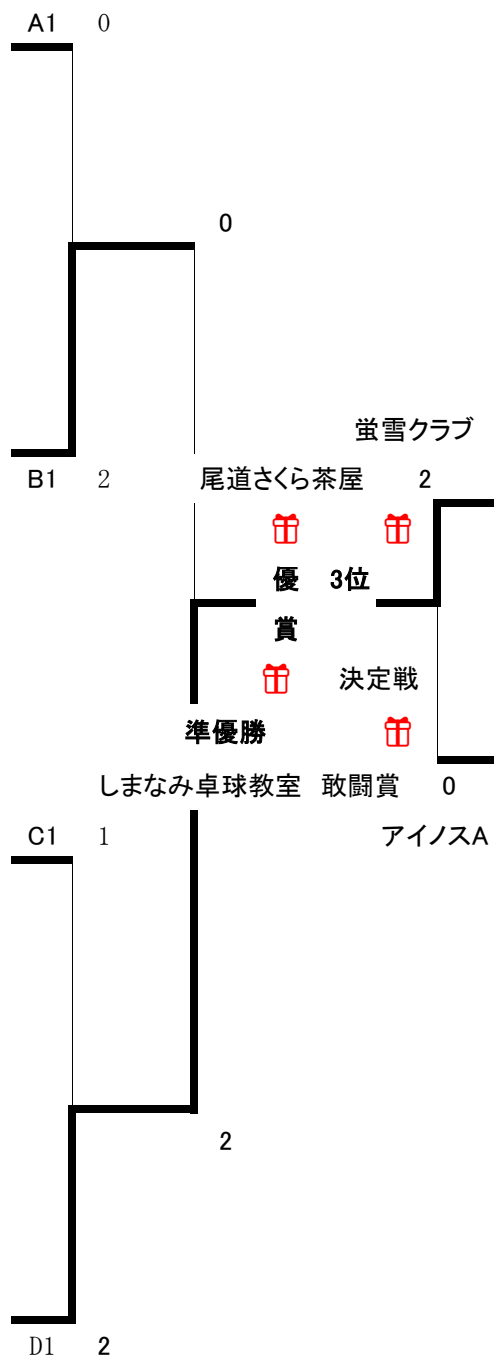 A1 0
0
蛍雪クラブ
B1 2 尾道さくら茶屋 2
優 3位
賞
決定戦
準優勝
しまなみ卓球教室 敢闘賞 0
C1 1 アイノスA
2
D1 2